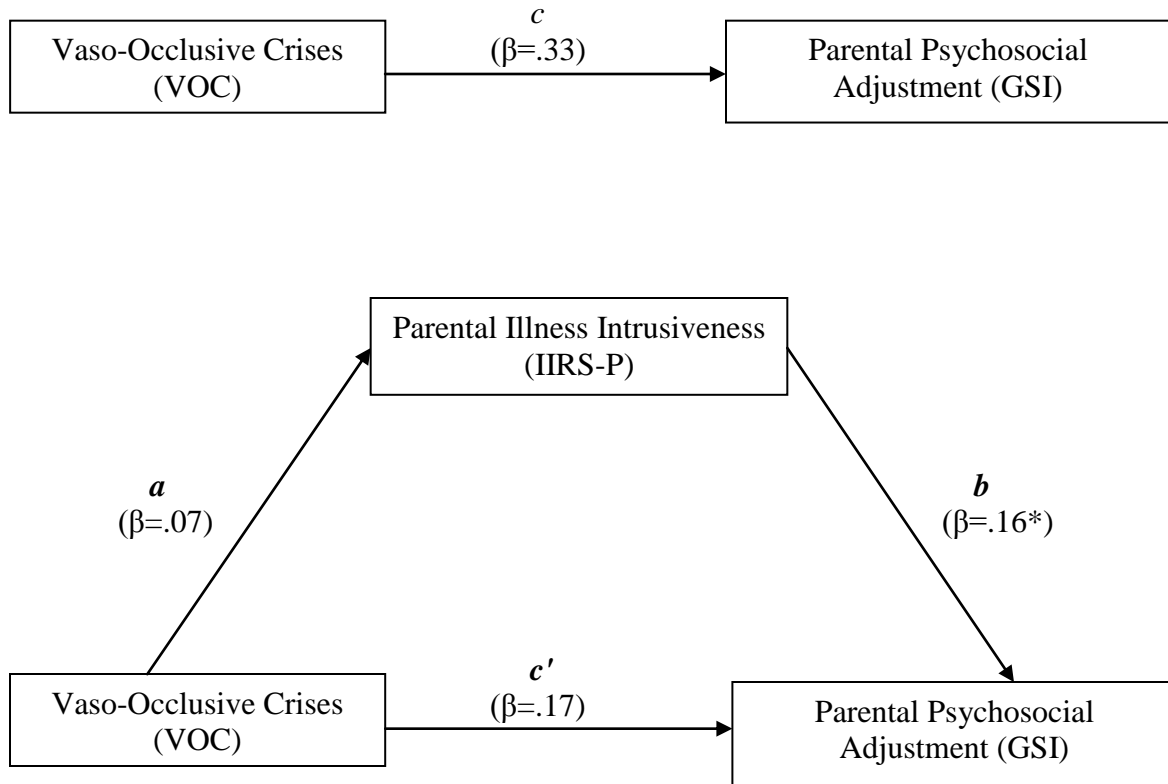 c
(β=.33)
Vaso-Occlusive Crises
(VOC)
Parental Psychosocial
Adjustment (GSI)
Parental Illness Intrusiveness
(IIRS-P)
a
(β=.07)
b
(β=.16*)
c'
(β=.17)
Vaso-Occlusive Crises
(VOC)
Parental Psychosocial
Adjustment (GSI)